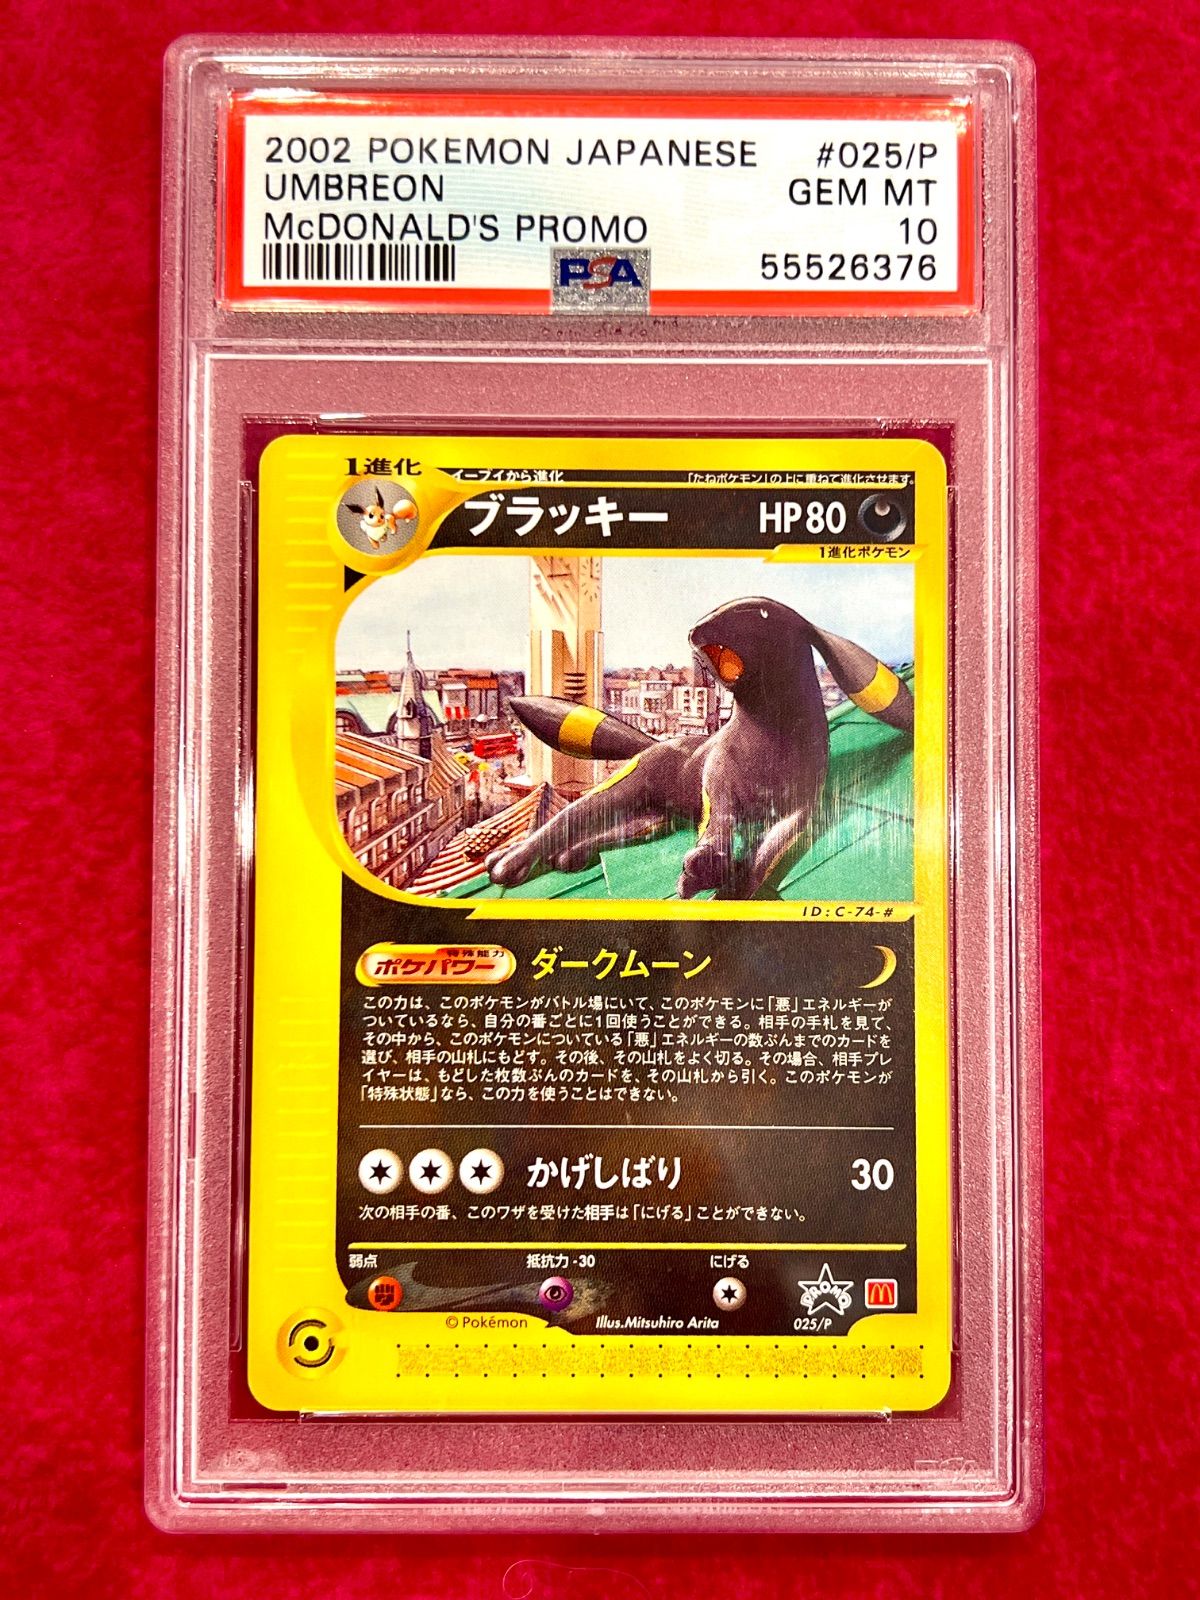 2002 POKEMON JAPANESE #025/P
UMBREON GEM MT
McDONALD'S PROMO 10
PSA 55526376
1進化
イーブイから進化 「たねポケモン」の上に重ねて進化させます。
ブラッキー HP80
1進化ポケモン
ID:C-74-#
特殊能力
ポケパワー ダークムーン
この力は、このポケモンがバトル場にいて、このポケモンに「悪」エネルギーが
ついているなら、自分の番ごとに1回使うことができる。相手の手札を見て、
その中から、このポケモンについている「悪」エネルギーの数ぶんまでのカードを
選び、相手の山札にもどす。その後、その山札をよく切る。その場合、相手プレ
イヤーは、もどした枚数ぶんのカードを、その山札から引く。このポケモンが
「特殊状態」なら、この力を使うことはできない。
かげしばり 30
次の相手の番、このワザを受けた相手は「にげる」ことができない。
弱点 抵抗力-30 にげる
PROMO
©Pokémon Illus.Mitsuhiro Arita 025/P
PSA